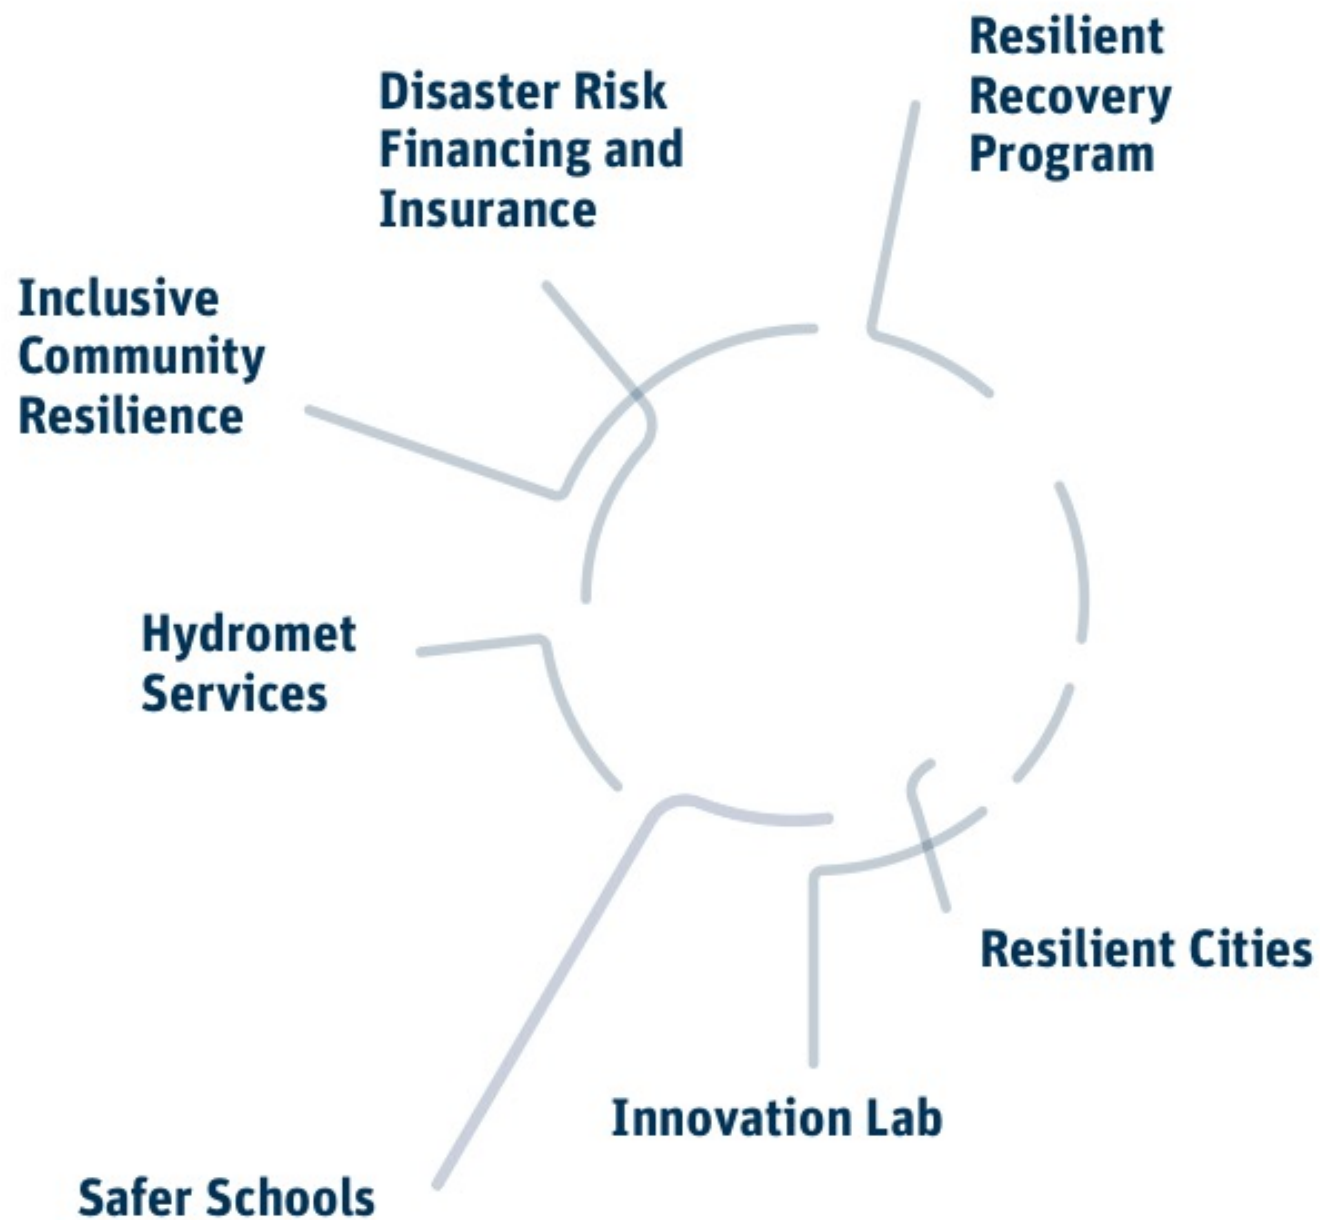 Resilient
Recovery
Program
Disaster Risk
Financing and
Insurance
Inclusive
Community
Resilience
Hydromet
Services
Resilient Cities
Innovation Lab
Safer Schools